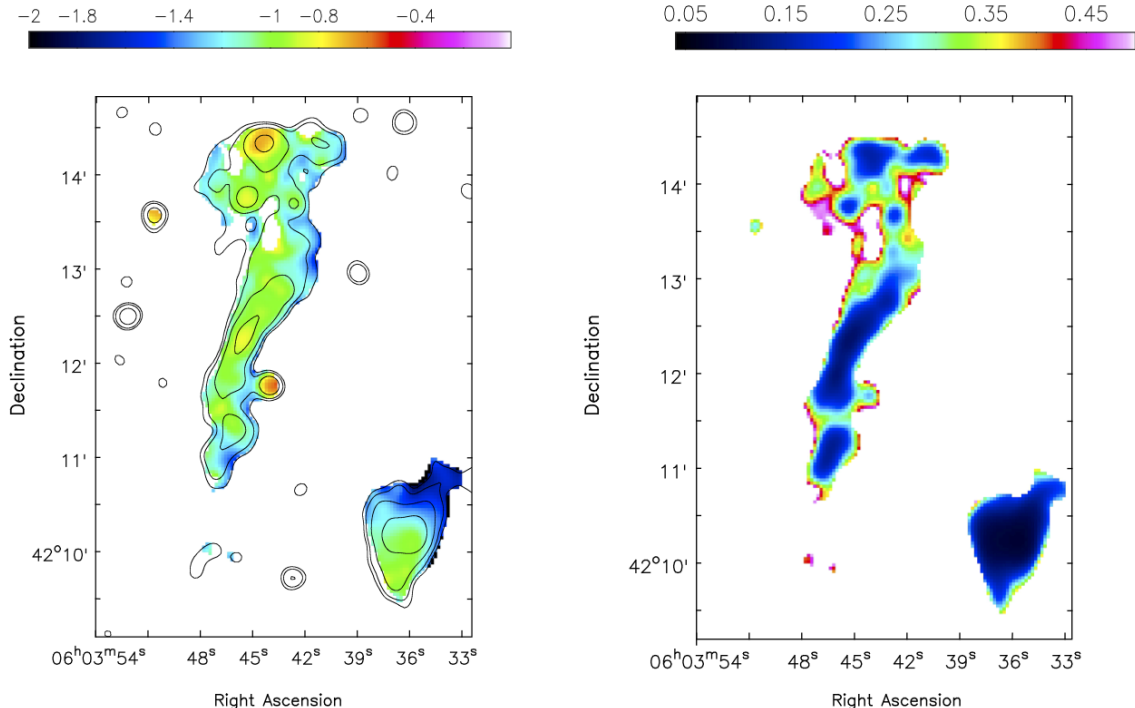 -2 -1.8 -1.4 -1 -0.8 -0.4
0.05 0.15 0.25 0.35 0.45
14'
13'
12'
11'
42°10'
Declination
06ʰ03ᵐ54ˢ 48ˢ 45ˢ 42ˢ 39ˢ 36ˢ 33ˢ
Right Ascension
14'
13'
12'
11'
42°10'
Declination
06ʰ03ᵐ54ˢ 48ˢ 45ˢ 42ˢ 39ˢ 36ˢ 33ˢ
Right Ascension